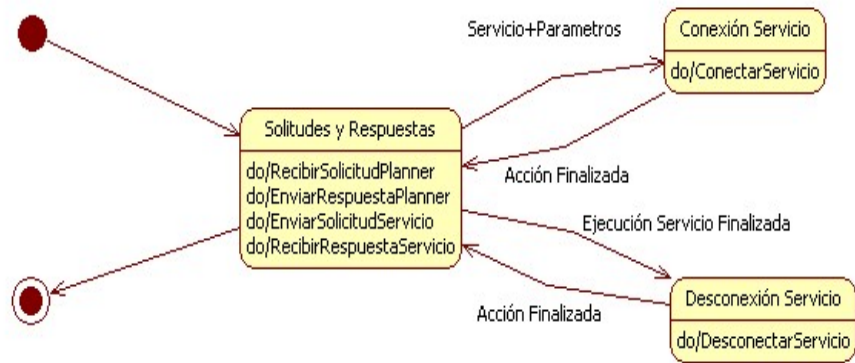 Servicio+Parametros
Conexión Servicio
do/ConectarServicio
Solitudes y Respuestas
do/RecibirSolicitudPlanner
do/EnviarRespuestaPlanner
do/EnviarSolicitudServicio
do/RecibirRespuestaServicio
Acción Finalizada
Ejecución Servicio Finalizada
Desconexión Servicio
do/DesconectarServicio
Acción Finalizada